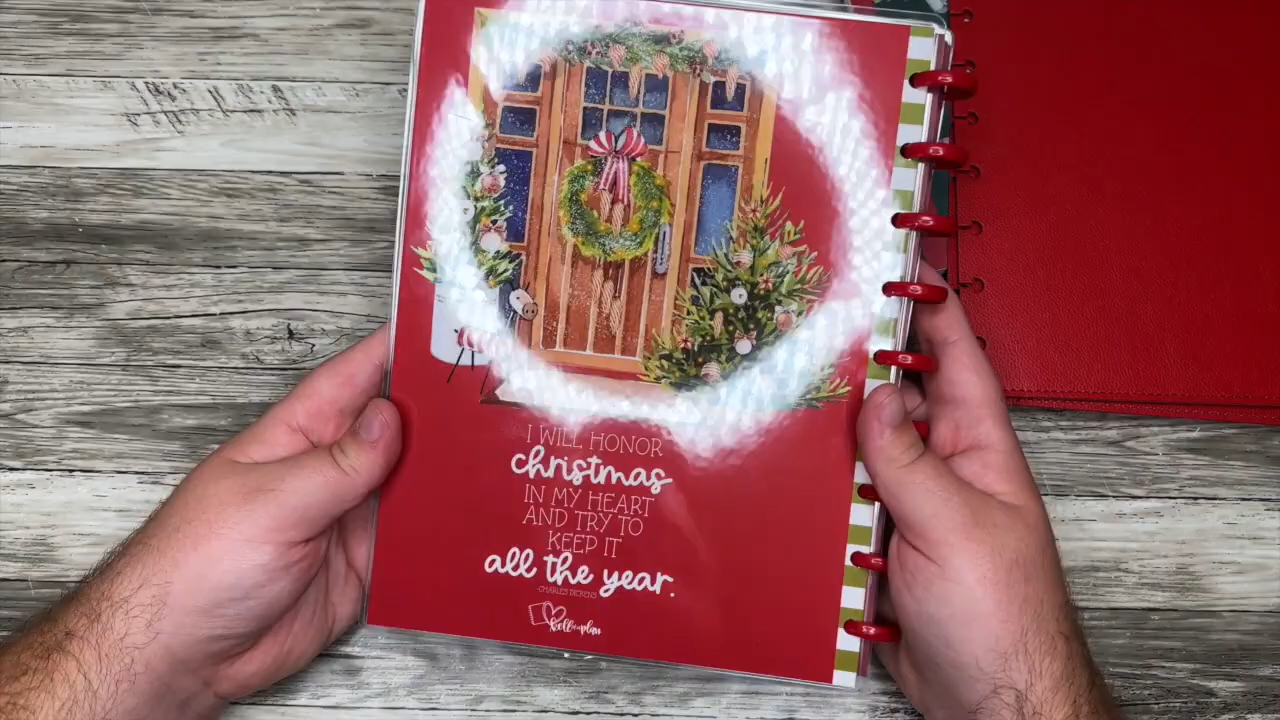 I WILL HONOR
christmas
IN MY HEART
AND TRY TO
KEEP IT
all the year.
-CHARLES DICKENS